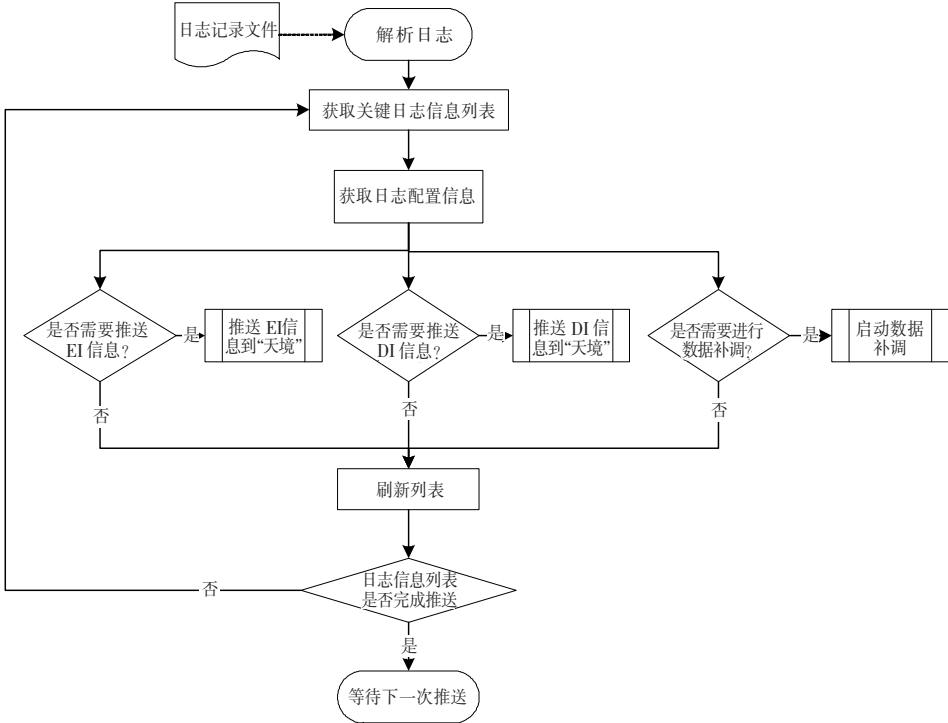 日志记录文件
解析日志
获取关键日志信息列表
获取日志配置信息
是否需要推送
EI 信息?
是
推送 EI信
息到“天境”
是否需要推送
DI 信息?
是
推送 DI 信
息到“天境”
是否需要进行
数据补调?
是
启动数据
补调
否
否
否
刷新列表
日志信息列表
是否完成推送
否
是
等待下一次推送